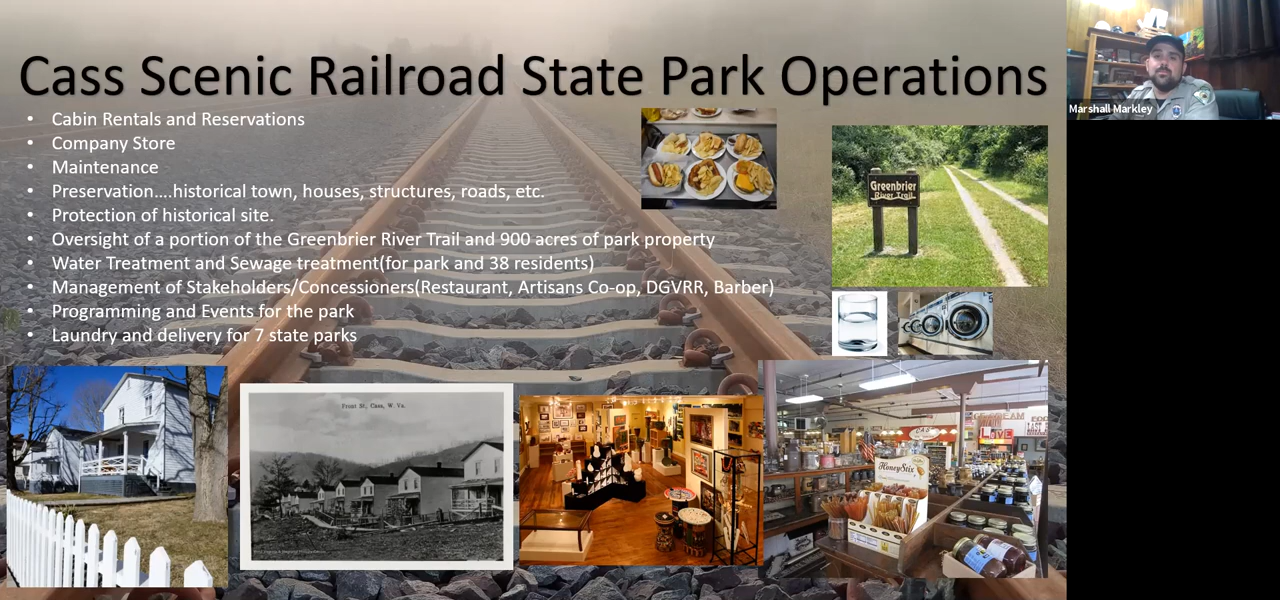 Cass Scenic Railroad State Park Operations
Marshall Markley
• Cabin Rentals and Reservations
• Company Store
• Maintenance
• Preservation....historical town, houses, structures, roads, etc.
• Protection of historical site.
• Oversight of a portion of the Greenbrier River Trail and 900 acres of park property
• Water Treatment and Sewage treatment(for park and 38 residents)
• Management of Stakeholders/Concessioners(Restaurant, Artisans Co-op, DGVRR, Barber)
• Programming and Events for the park
• Laundry and delivery for 7 state parks
Greenbrier
River Trail
Front St, Cass, W. Va.
LOVE
HoneyStix